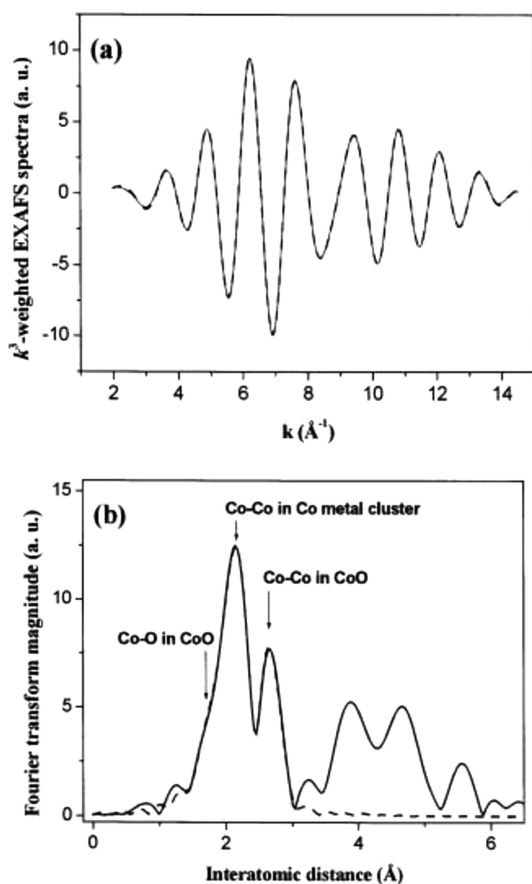 (a)
k³-weighted EXAFS spectra (a. u.)
10
5
0
-5
-10
2 4 6 8 10 12 14
k (Å⁻¹)
(b)
Fourier transform magnitude (a. u.)
15
10
5
0
Co-Co in Co metal cluster
Co-Co in CoO
Co-O in CoO
0 2 4 6
Interatomic distance (Å)